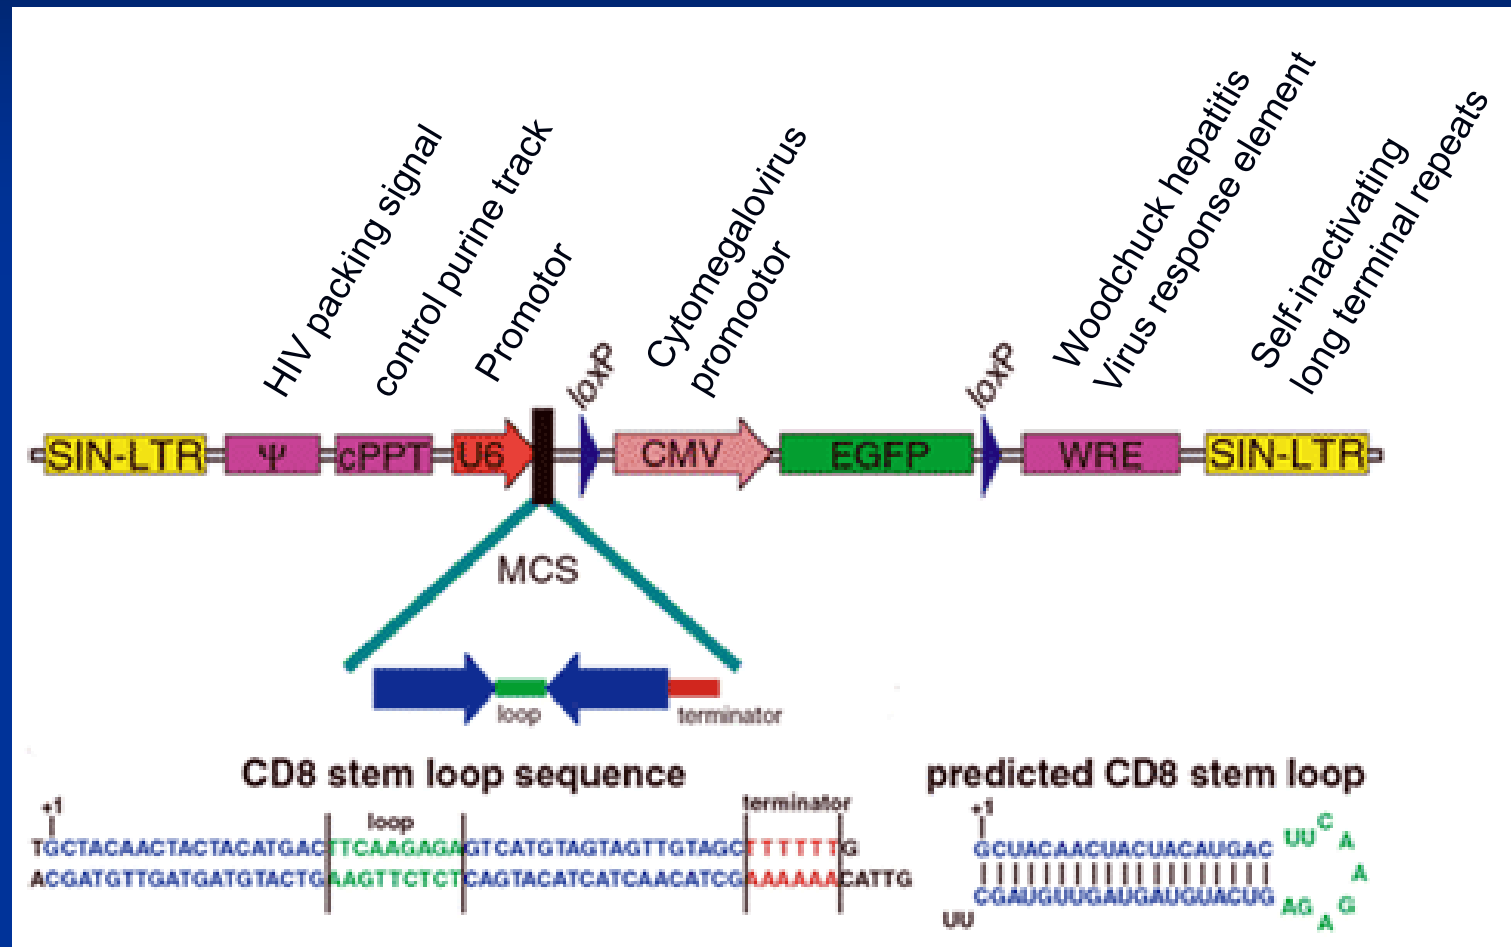 HIV packing signal
control purine track
Promotor
loxP
Cytomegalovirus
promootor
loxP
Woodchuck hepatitis
Virus response element
Self-inactivating
long terminal repeats
SIN-LTR Ψ cPPT U6 CMV EGFP WRE SIN-LTR
MCS
loop
terminator
CD8 stem loop sequence
+1
loop
terminator
TGCTACAACTACTACATGACTTCAAGAGAGTCATGTAGTAGTTGTAGCTTTTTTG
ACGATGTTGATGATGTACTGAAGTTCTCTCAGTACATCATCAACATCGAAAAAACATTG
predicted CD8 stem loop
+1
GCUACAACUACUACAUGAC UU C A
A
CGAUGUUGAUGAUGUACUG AG A G
UU